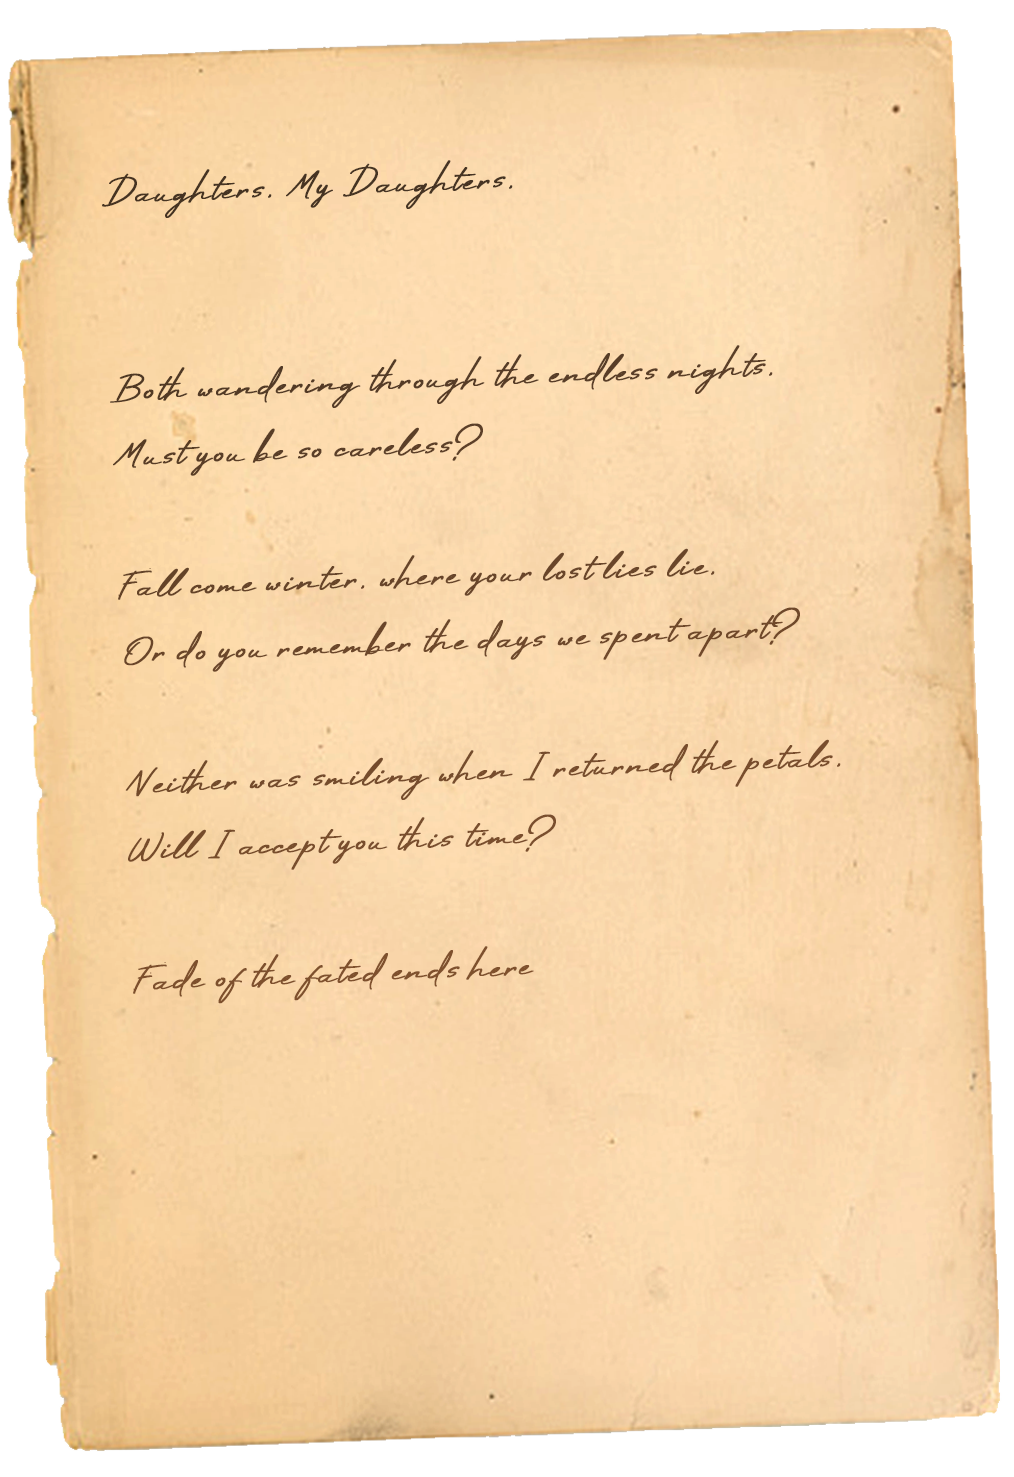 Daughters. My Daughters.
Both wandering through the endless nights.
Must you be so careless?
Fall come winter. where your lost lies lie.
Or do you remember the days we spent apart?
Neither was smiling when I returned the petals.
Will I accept you this time?
Fade of the fated ends here